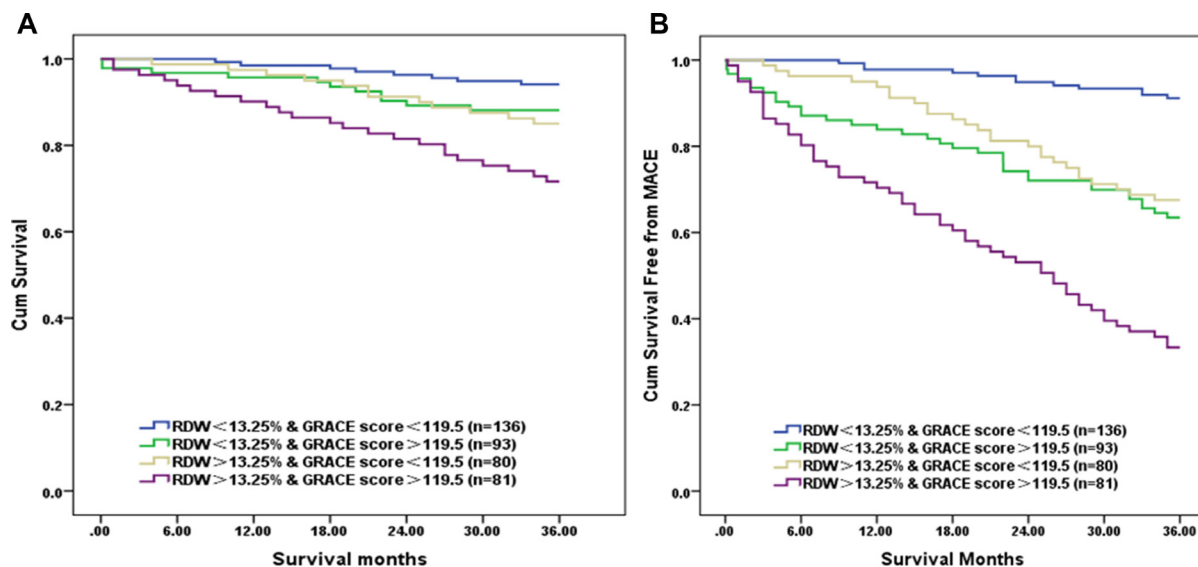 A
Cum Survival
1.0
0.8
0.6
0.4
0.2
0.0
RDW<13.25% & GRACE score<119.5 (n=136)
RDW<13.25% & GRACE score>119.5 (n=93)
RDW>13.25% & GRACE score<119.5 (n=80)
RDW>13.25% & GRACE score>119.5 (n=81)
.00 6.00 12.00 18.00 24.00 30.00 36.00
Survival months
B
Cum Survival Free from MACE
1.0
0.8
0.6
0.4
0.2
0.0
RDW<13.25% & GRACE score<119.5 (n=136)
RDW<13.25% & GRACE score>119.5 (n=93)
RDW>13.25% & GRACE score<119.5 (n=80)
RDW>13.25% & GRACE score>119.5 (n=81)
.00 6.00 12.00 18.00 24.00 30.00 36.00
Survival Months